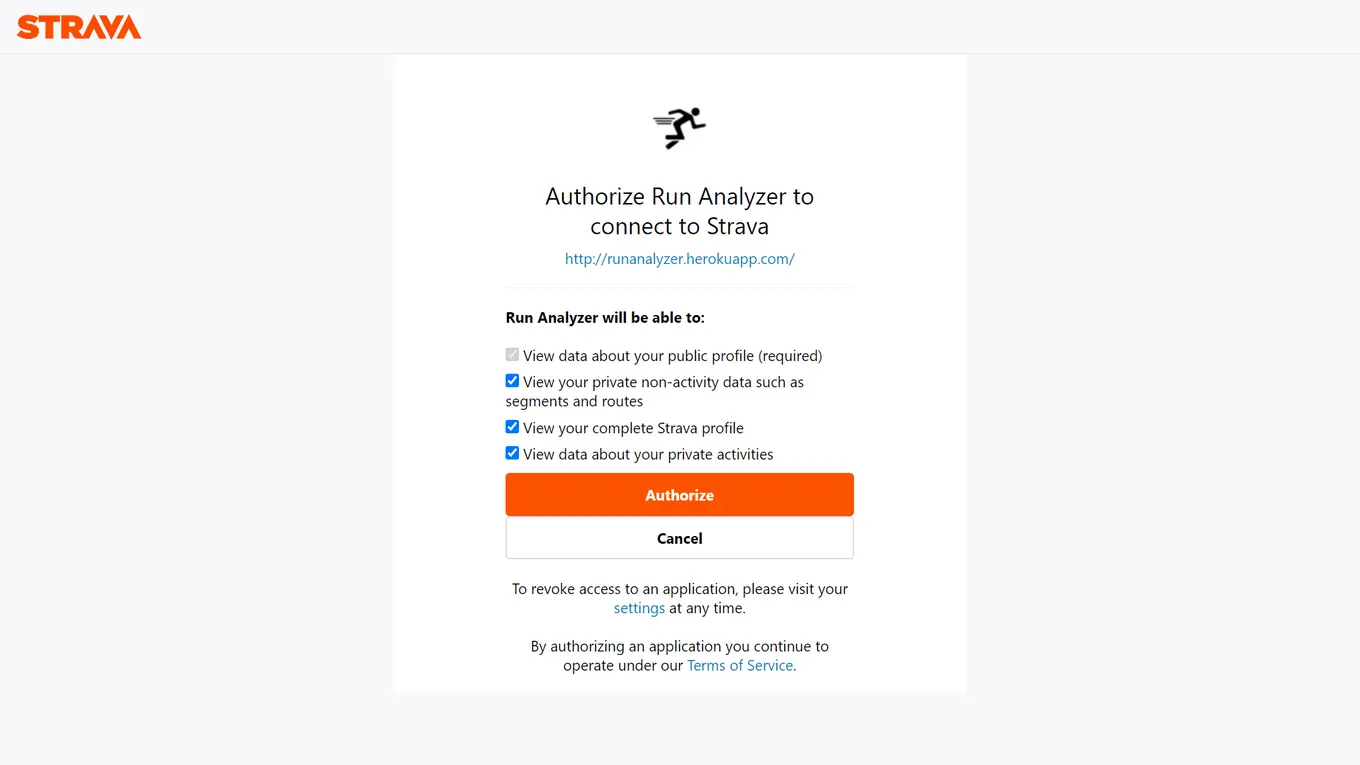 STRAVA
Authorize Run Analyzer to
connect to Strava
http://runanalyzer.herokuapp.com/
Run Analyzer will be able to:
View data about your public profile (required)
View your private non-activity data such as
segments and routes
View your complete Strava profile
View data about your private activities
Authorize
Cancel
To revoke access to an application, please visit your
settings at any time.
By authorizing an application you continue to
operate under our Terms of Service.